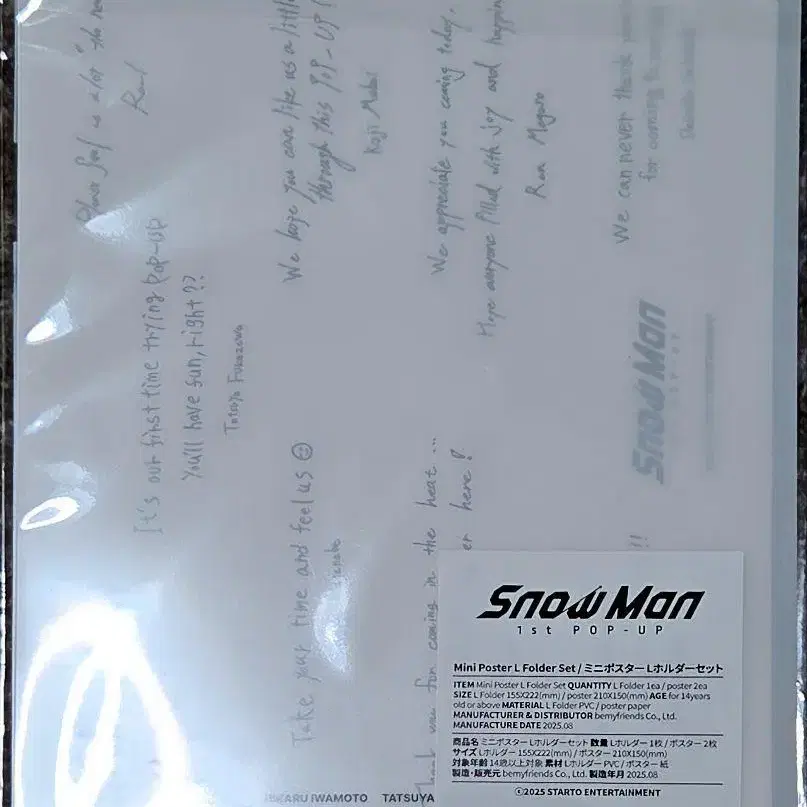 Raul
It's our first time trying pop-up
You'll have fun, right??
Tatsuya Fukazawa
We hope you can like us a little
through this POP-UP!
Koji Mukai
We appreciate you coming today.
Hope everyone filled with joy and
Ren Meguro
We can never thank
for coming
Snow Man
Take your time and feel us ☺
for coming in the heat...
here!
!!
Snow Man
1st POP-UP
Mini Poster L Folder Set / ミニポスター Lホルダーセット
ITEM Mini Poster L Folder Set QUANTITY L Folder 1ea / poster 2ea
SIZE L Folder 155X222(mm) / poster 210X150(mm) AGE for 14years
old or above MATERIAL L Folder PVC / poster paper
MANUFACTURER & DISTRIBUTOR bemyfriends Co., Ltd.
MANUFACTURE DATE 2025.08
商品名 ミニポスター Lホルダーセット 数量 Lホルダー 1枚 / ポスター 2枚
サイズ Lホルダー 155X222(mm) / ポスター 210X150(mm)
対象年齢 14歳以上対象 素材 Lホルダー PVC / ポスター 紙
製造・販売元 bemyfriends Co., Ltd. 製造年月 2025.08
©2025 STARTO ENTERTAINMENT
IWAMOTO TATSUYA